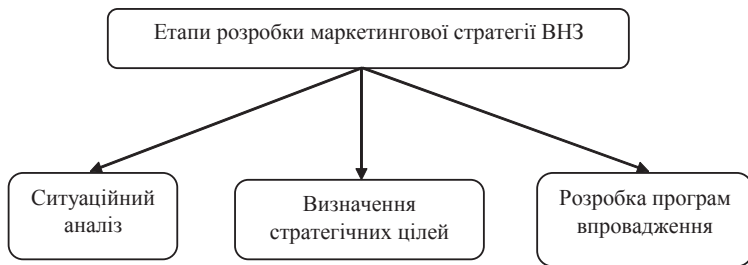 Етапи розробки маркетингової стратегії ВНЗ
Ситуаційний
аналіз
Визначення
стратегічних цілей
Розробка програм
впровадження